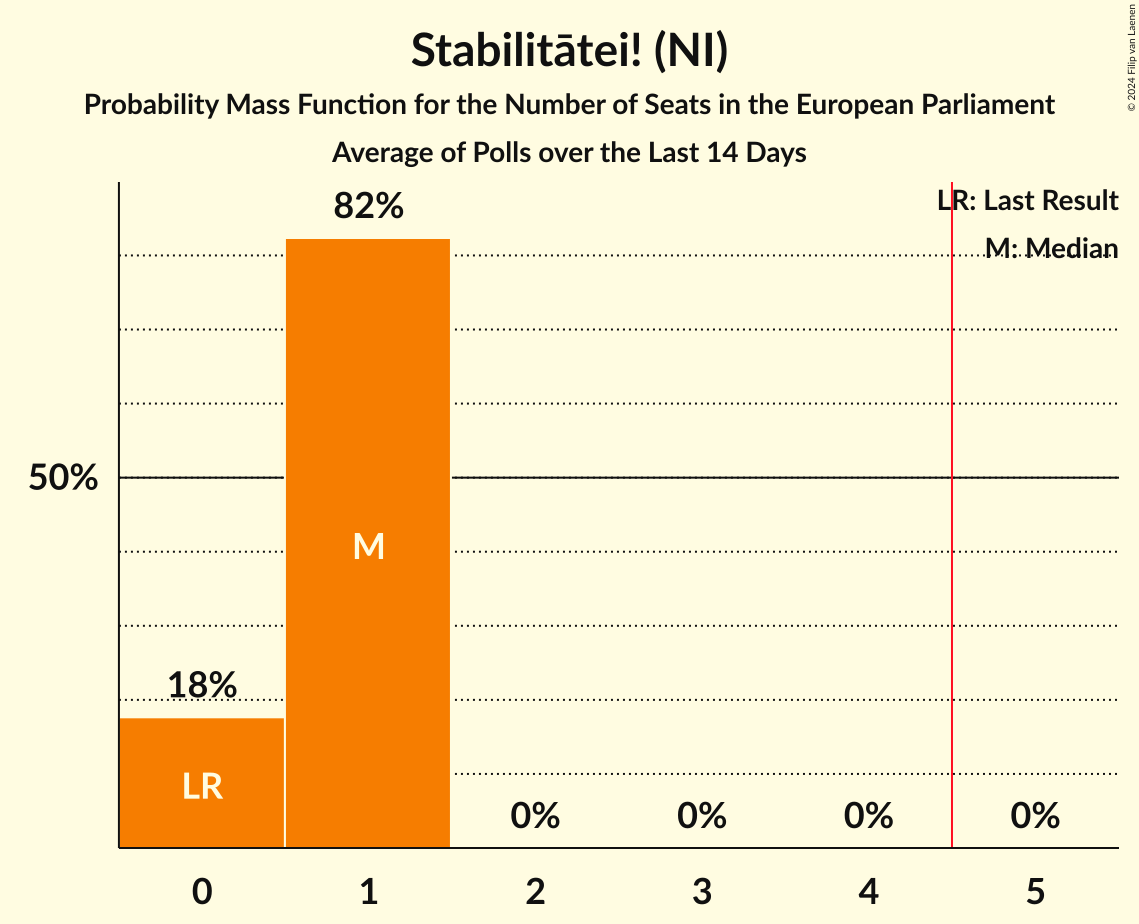 Stabilitātei! (NI)
Probability Mass Function for the Number of Seats in the European Parliament
Average of Polls over the Last 14 Days
© 2024 Filip van Laenen
LR: Last Result
M: Median
82%
50%
M
18%
LR
0%
0%
0%
0%
0
1
2
3
4
5